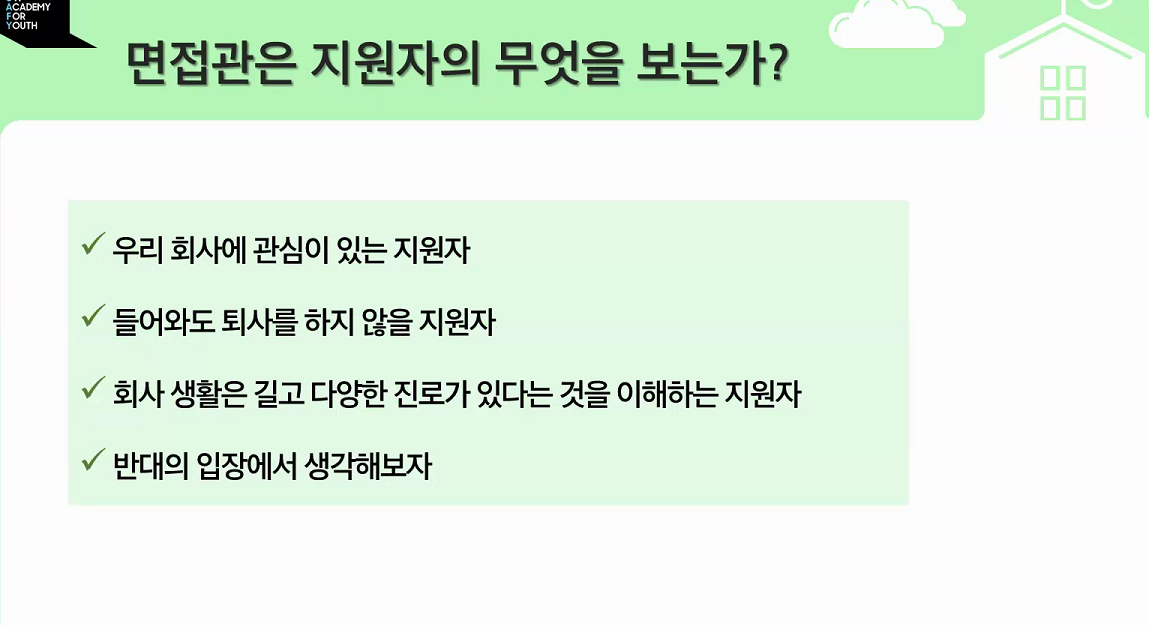 ACADEMY
FOR
YOUTH
면접관은 지원자의 무엇을 보는가?
우리 회사에 관심이 있는 지원자
들어와도 퇴사를 하지 않을 지원자
회사 생활은 길고 다양한 진로가 있다는 것을 이해하는 지원자
반대의 입장에서 생각해보자